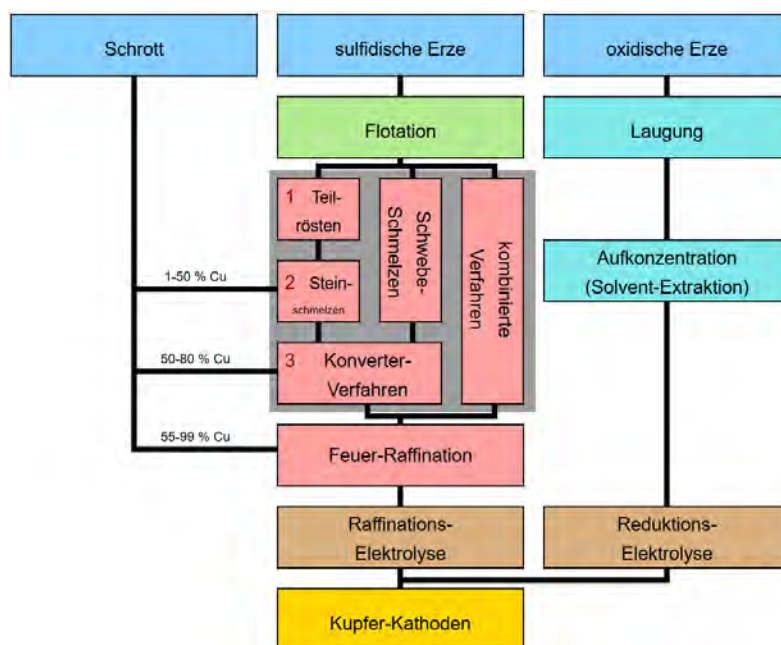 Schrott
sulfidische Erze
oxidische Erze
Flotation
Laugung
1 Teil-
rösten
Schwebe-
Schmelzen
kombinierte
Verfahren
Aufkonzentration
(Solvent-Extraktion)
1-50 % Cu
2 Stein-
schmelzen
50-80 % Cu
3 Konverter-
Verfahren
55-99 % Cu
Feuer-Raffination
Raffinations-
Elektrolyse
Reduktions-
Elektrolyse
Kupfer-Kathoden